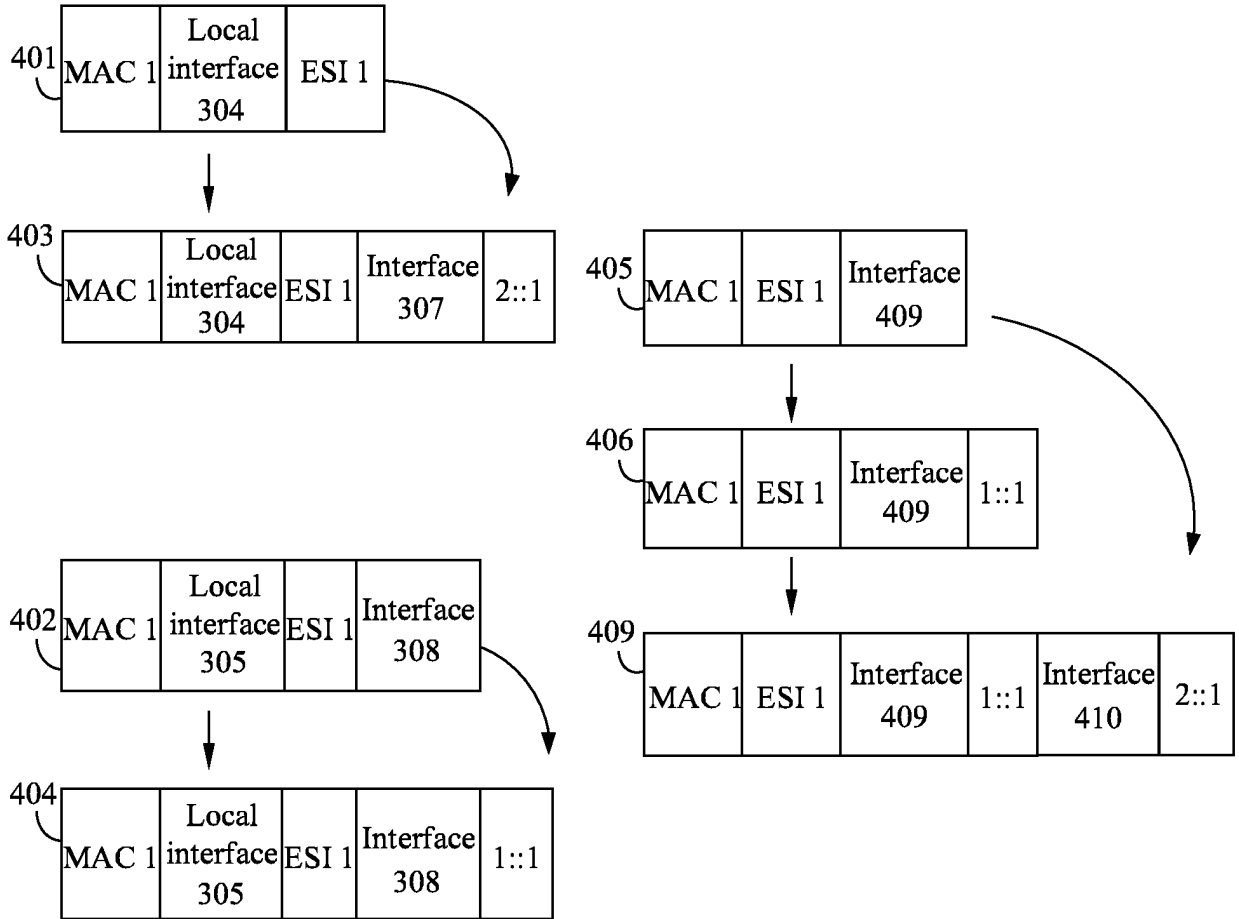 401
MAC 1
Local
interface
304
ESI 1
403
MAC 1
Local
interface
304
ESI 1
Interface
307
2::1
402
MAC 1
Local
interface
305
ESI 1
Interface
308
404
MAC 1
Local
interface
305
ESI 1
Interface
308
1::1
405
MAC 1
ESI 1
Interface
409
406
MAC 1
ESI 1
Interface
409
1::1
409
MAC 1
ESI 1
Interface
409
1::1
Interface
410
2::1